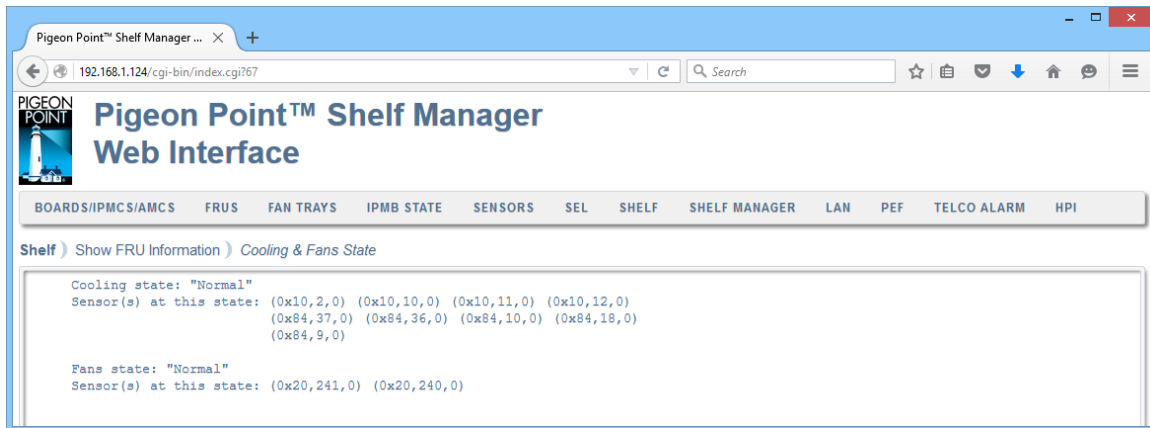 Pigeon Point™ Shelf Manager ...
192.168.1.124/cgi-bin/index.cgi?67
Search
PIGEON
POINT
Pigeon Point™ Shelf Manager
Web Interface
BOARDS/IPMCS/AMCS FRUS FAN TRAYS IPMB STATE SENSORS SEL SHELF SHELF MANAGER LAN PEF TELCO ALARM HPI
Shelf ) Show FRU Information ) Cooling & Fans State
Cooling state: "Normal"
Sensor(s) at this state: (0x10,2,0) (0x10,10,0) (0x10,11,0) (0x10,12,0)
(0x84,37,0) (0x84,36,0) (0x84,10,0) (0x84,18,0)
(0x84,9,0)
Fans state: "Normal"
Sensor(s) at this state: (0x20,241,0) (0x20,240,0)